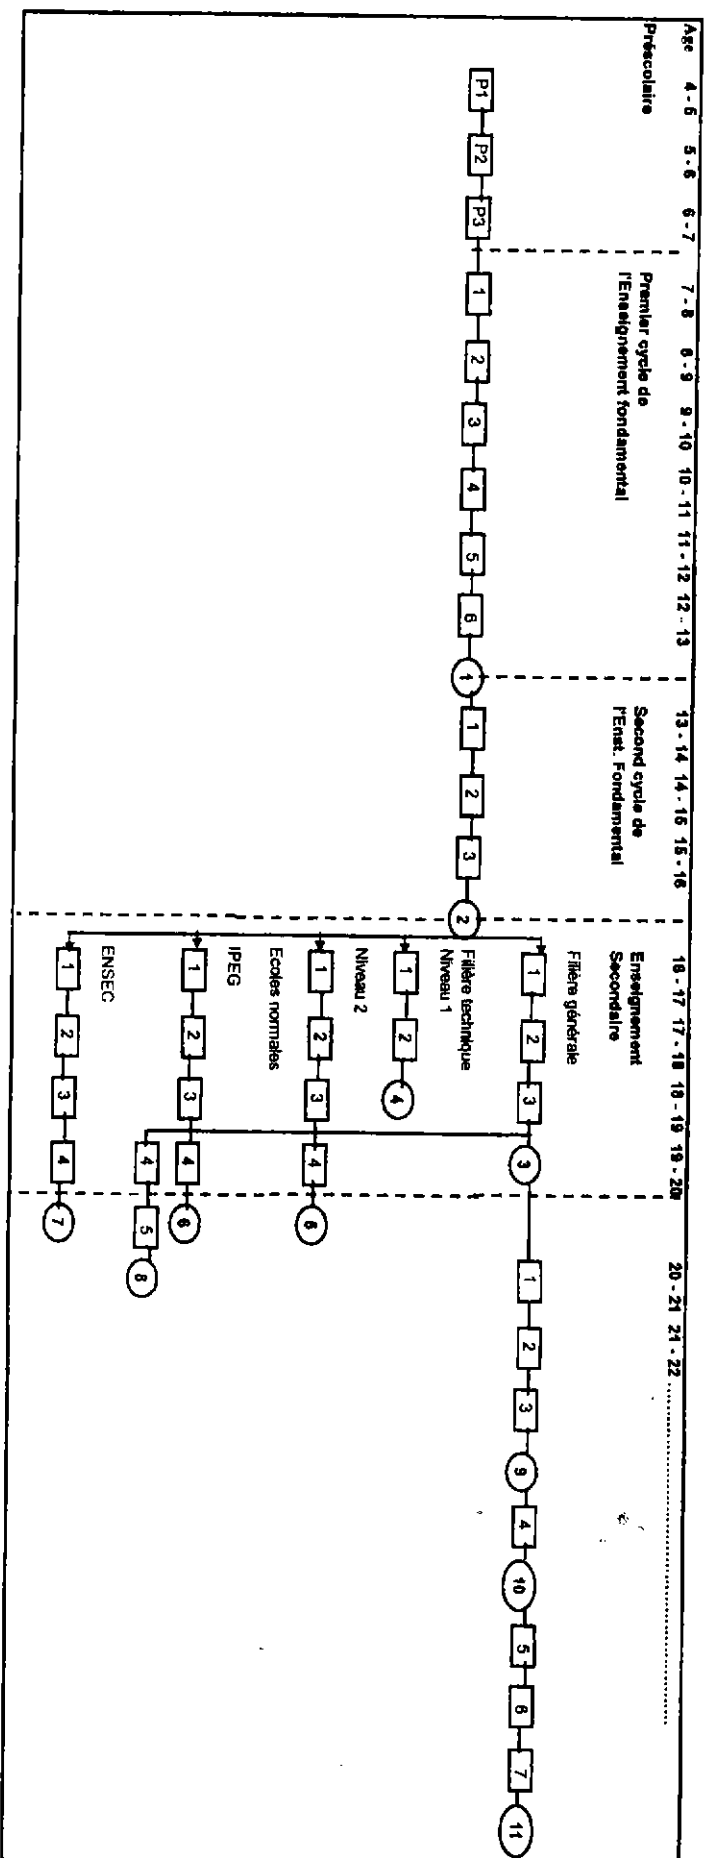 Age 4 - 5 5 - 6 6 - 7 7 - 8 8 - 9 9 - 10 10 - 11 11 - 12 12 - 13 13 - 14 14 - 15 15 - 16 16 - 17 17 - 18 18 - 19 19 - 20 20 - 21 21 - 22 ..........
Préscolaire
Premier cycle de
l'Enseignement fondamental
Second cycle de
l'Enst. Fondamental
Enseignement
Secondaire
P1 P2 P3 1 2 3 4 5 6 1 1 2 3 2
Filière générale
1 2 3 3 1 2 3 9 4 10 5 6 7 11
Filière technique
Niveau 1
1 2 4
Niveau 2
1 2 3 4 5
Ecoles normales
IPEG
1 2 3 4 6
4 5 8
ENSEC
1 2 3 4 7